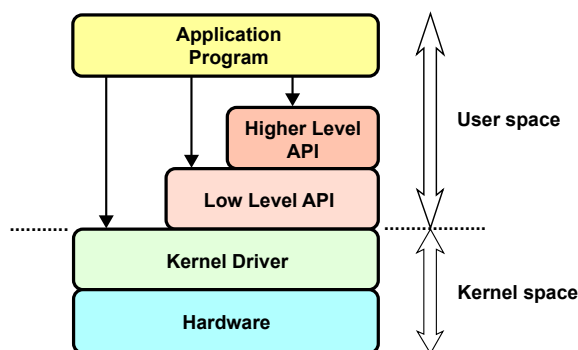 Application
Program
Higher Level
API
User space
Low Level API
Kernel Driver
Kernel space
Hardware